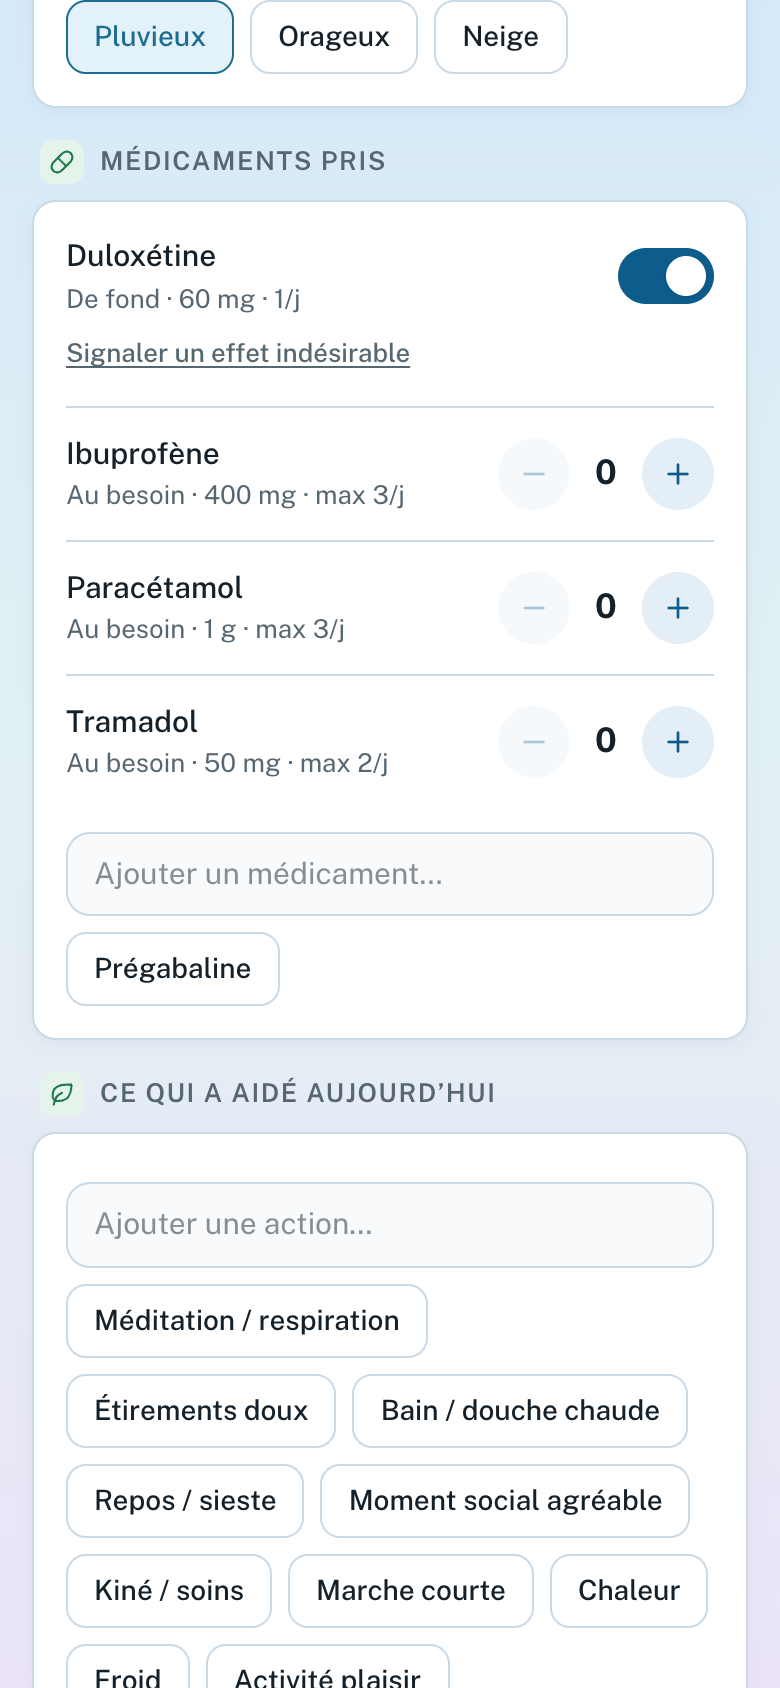 Pluvieux Orageux Neige
MÉDICAMENTS PRIS
Duloxétine
De fond · 60 mg · 1/j
Signaler un effet indésirable
Ibuprofène
Au besoin · 400 mg · max 3/j
− 0 +
Paracétamol
Au besoin · 1 g · max 3/j
− 0 +
Tramadol
Au besoin · 50 mg · max 2/j
− 0 +
Ajouter un médicament...
Prégabaline
CE QUI A AIDÉ AUJOURD’HUI
Ajouter une action...
Méditation / respiration
Étirements doux Bain / douche chaude
Repos / sieste Moment social agréable
Kiné / soins Marche courte Chaleur
Froid Activité plaisir